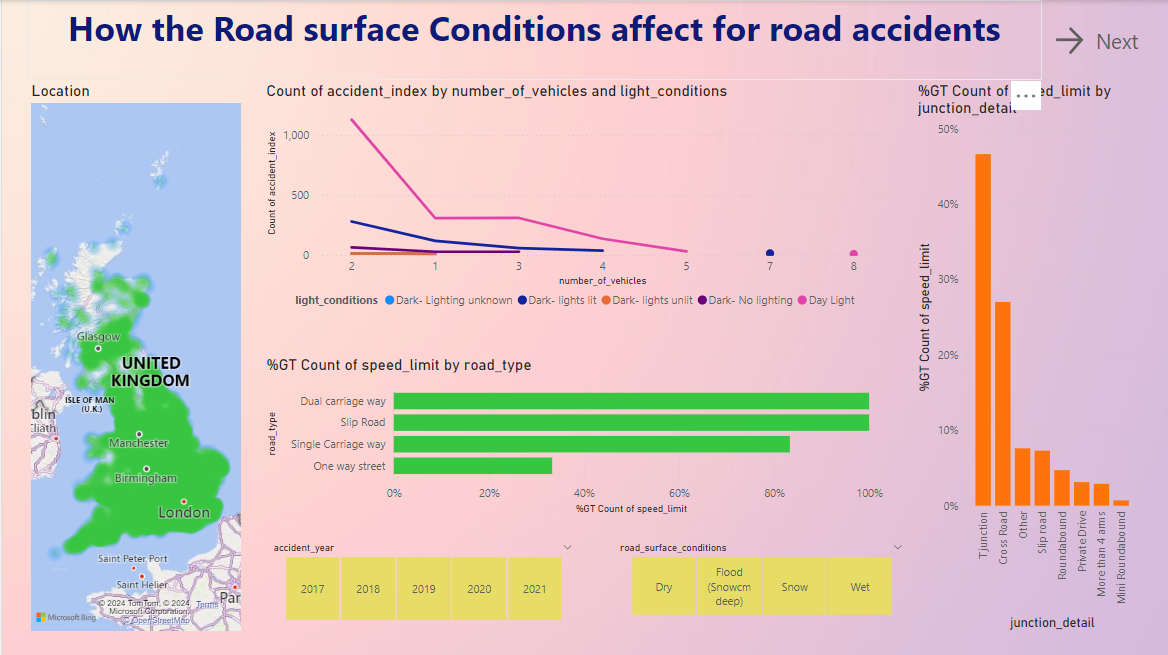 How the Road surface Conditions affect for road accidents
Next
Location
Glasgow
UNITED
KINGDOM
ISLE OF MAN
(U.K.)
blin
Cliath
Manchester
Birmingham
London
Saint Peter Port
Saint Helier
Par
© 2024 TomTom, © 2024
Microsoft Corporation,
© OpenStreetMap
Terms
Microsoft Bing
Count of accident_index by number_of_vehicles and light_conditions
Count of accident_index
1,000
500
0
2 1 3 4 5 7 8
number_of_vehicles
light_conditions Dark- Lighting unknown Dark- lights lit Dark- lights unlit Dark- No lighting Day Light
%GT Count of speed_limit by road_type
road_type
Dual carriage way
Slip Road
Single Carriage way
One way street
0% 20% 40% 60% 80% 100%
%GT Count of speed_limit
accident_year
2017 2018 2019 2020 2021
road_surface_conditions
Dry
Flood
(Snowcm
deep)
Snow
Wet
%GT Count of ed_limit by
junction_detail
%GT Count of speed_limit
50%
40%
30%
20%
10%
0%
T junction
Cross Road
Other
Slip road
Roundabound
Private Drive
More than 4 arms
Mini Roundabound
junction_detail